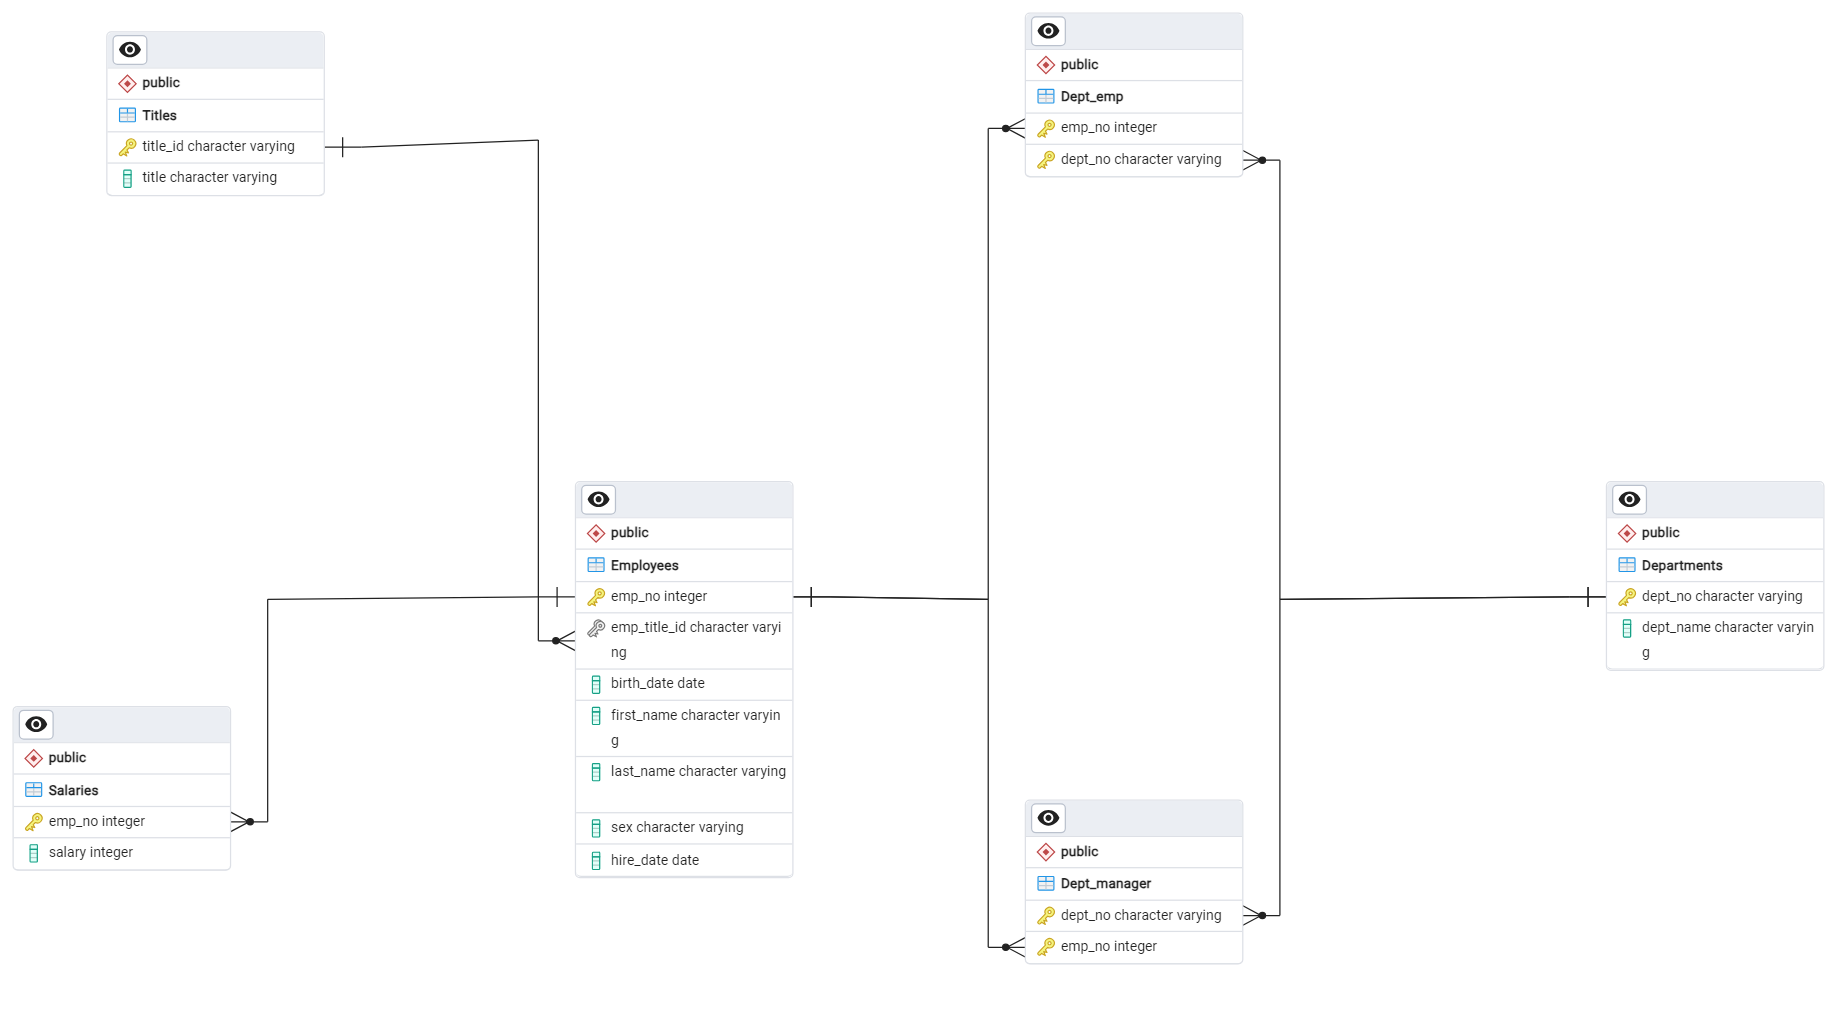 public
Titles
title_id character varying
title character varying
public
Dept_emp
emp_no integer
dept_no character varying
public
Employees
emp_no integer
emp_title_id character varyi
ng
birth_date date
first_name character varyin
g
last_name character varying
sex character varying
hire_date date
public
Departments
dept_no character varying
dept_name character varyin
g
public
Salaries
emp_no integer
salary integer
public
Dept_manager
dept_no character varying
emp_no integer